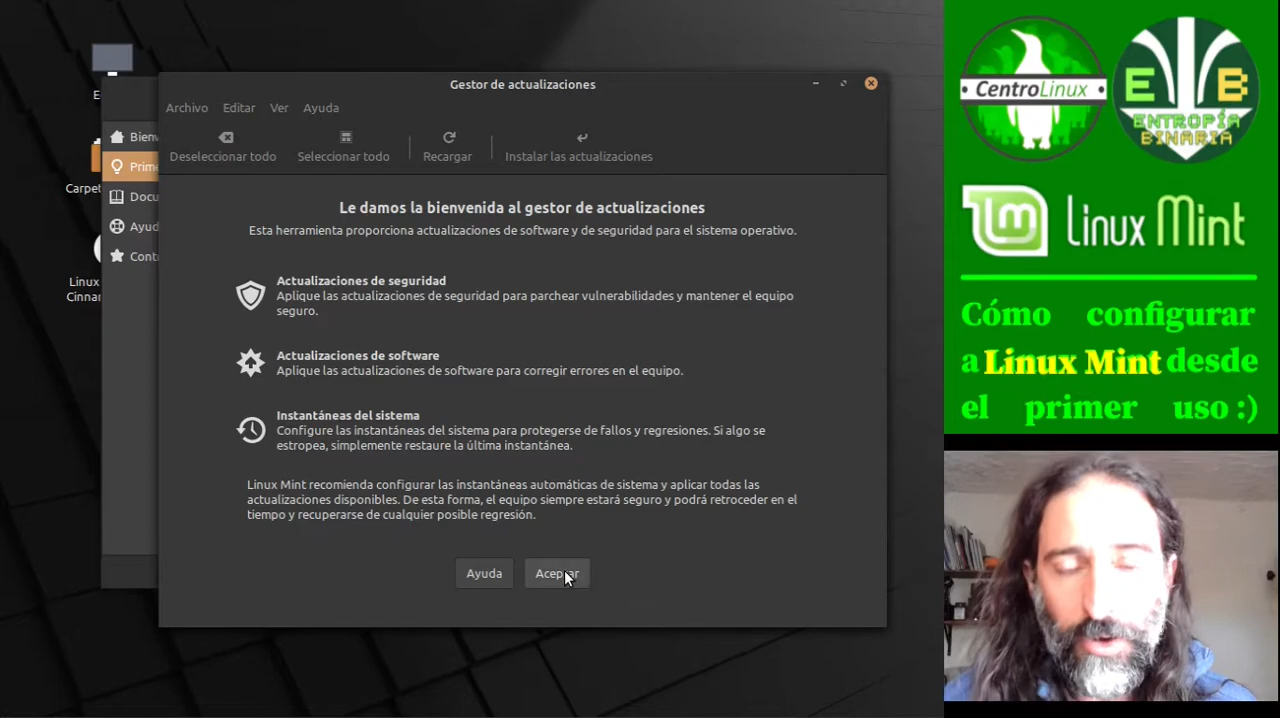 Gestor de actualizaciones
Archivo Editar Ver Ayuda
Deseleccionar todo
Seleccionar todo
Recargar
Instalar las actualizaciones
Le damos la bienvenida al gestor de actualizaciones
Esta herramienta proporciona actualizaciones de software y de seguridad para el sistema operativo.
Actualizaciones de seguridad
Aplique las actualizaciones de seguridad para parchear vulnerabilidades y mantener el equipo
seguro.
Actualizaciones de software
Aplique las actualizaciones de software para corregir errores en el equipo.
Instantáneas del sistema
Configure las instantáneas del sistema para protegerse de fallos y regresiones. Si algo se
estropea, simplemente restaure la última instantánea.
Linux Mint recomienda configurar las instantáneas automáticas de sistema y aplicar todas las
actualizaciones disponibles. De esta forma, el equipo siempre estará seguro y podrá retroceder en el
tiempo y recuperarse de cualquier posible regresión.
Ayuda
Aceptar
E
Carpet
Linux
Cinnar
Bienv
Prime
Docu
Ayud
Cont
CentroLinux
E B
ENTROPÍA
BINARIA
Linux Mint
Cómo configurar
a Linux Mint desde
el primer uso :)